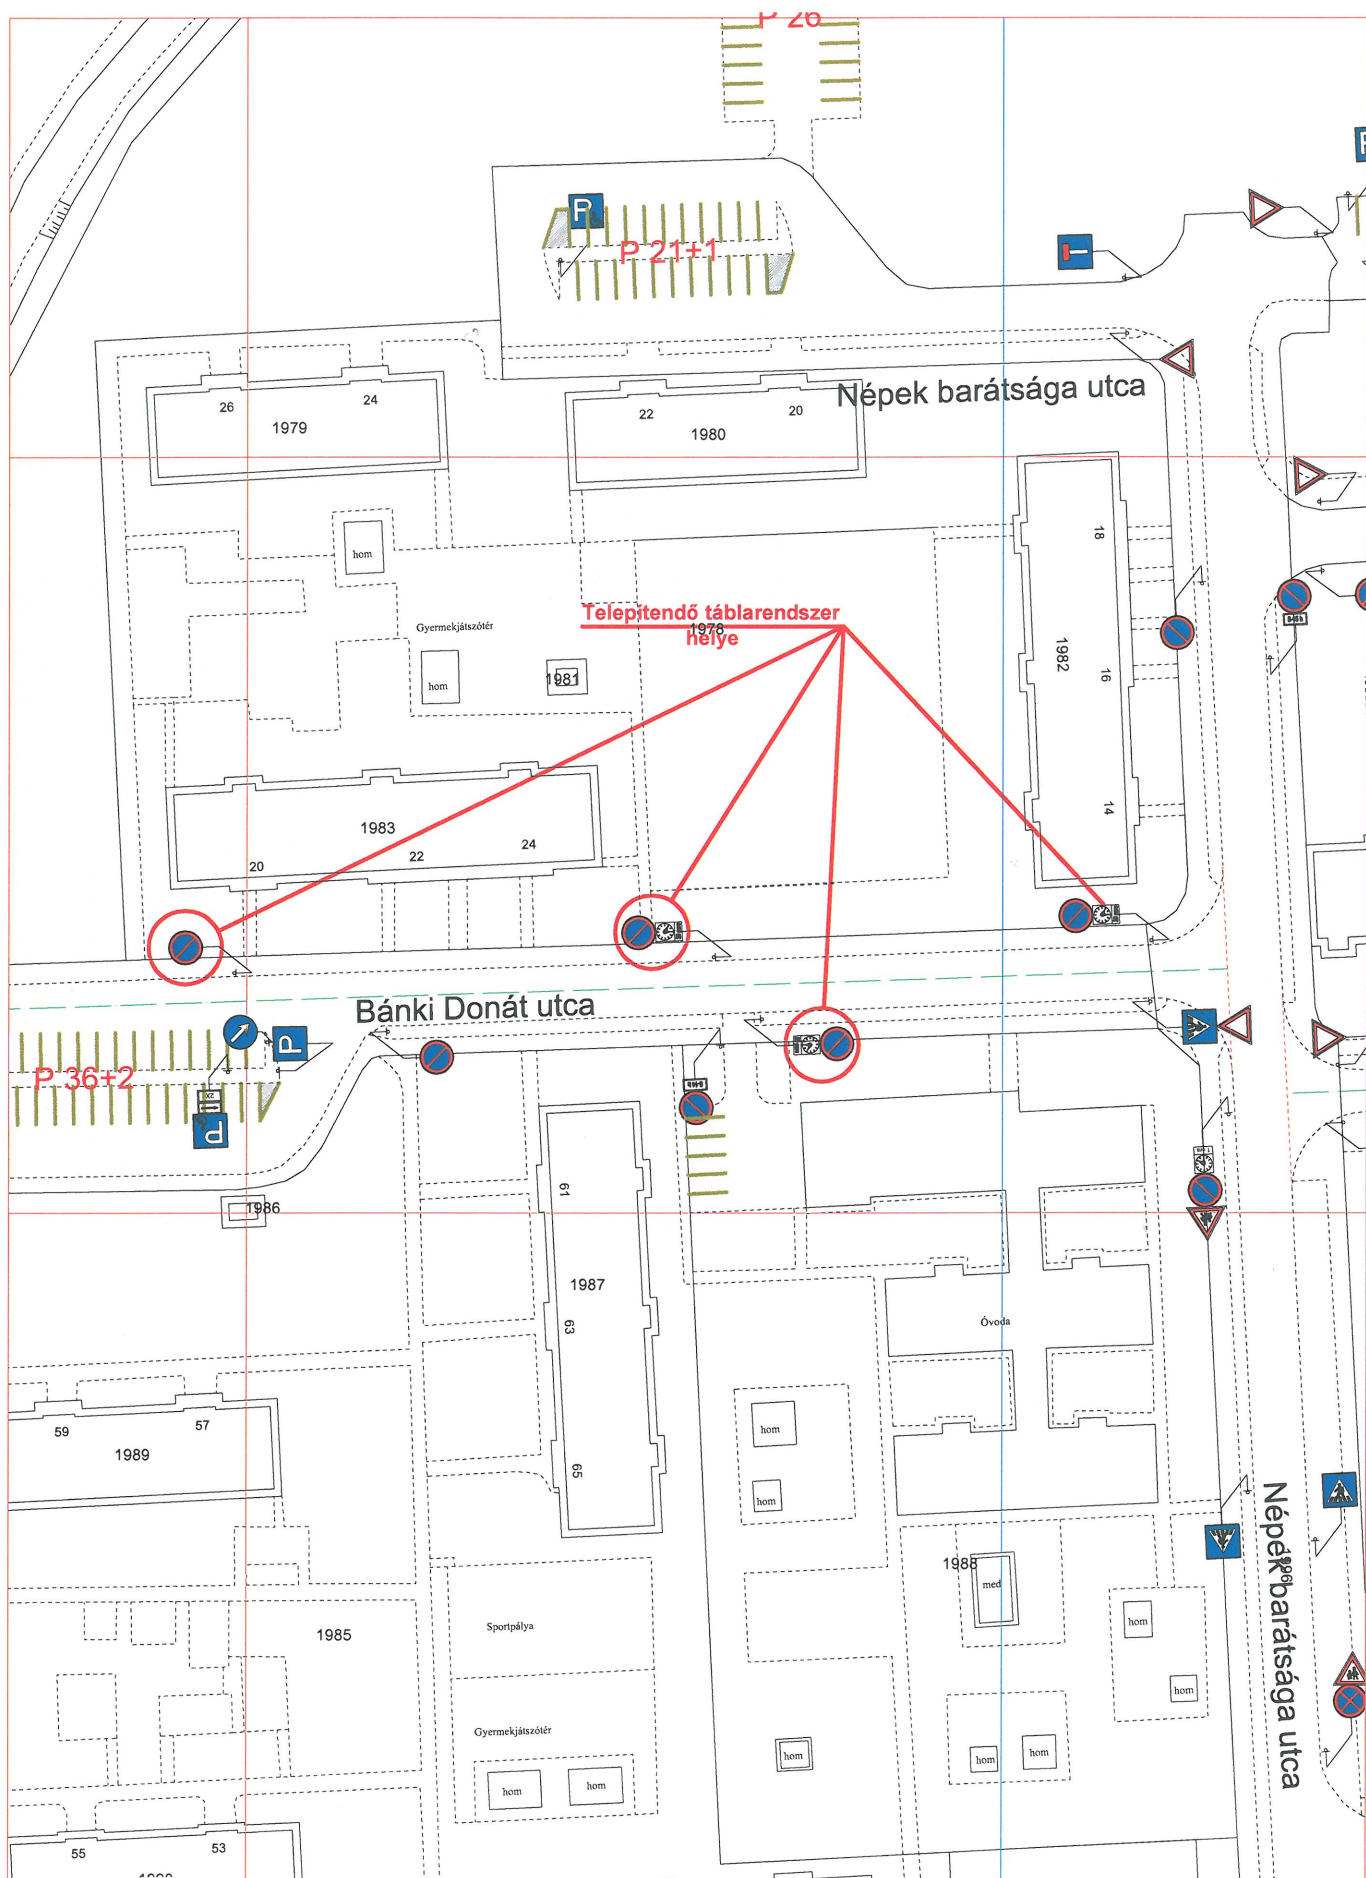 P 26
P
P 21+1
Népek barátsága utca
26
24
1979
22
20
1980
18
hom
Telepítendő táblarendszer
helye
1978
Gyermekjátszótér
1982
16
hom
1981
14
1983
20
22
24
Bánki Donát utca
P
P 36+2
P
61
1986
1987
63
Óvoda
59
57
1989
65
hom
hom
1988
med
Népek barátsága utca
Sportpálya
1985
hom
hom
Gyermekjátszótér
hom
hom
hom
hom
hom
55
53